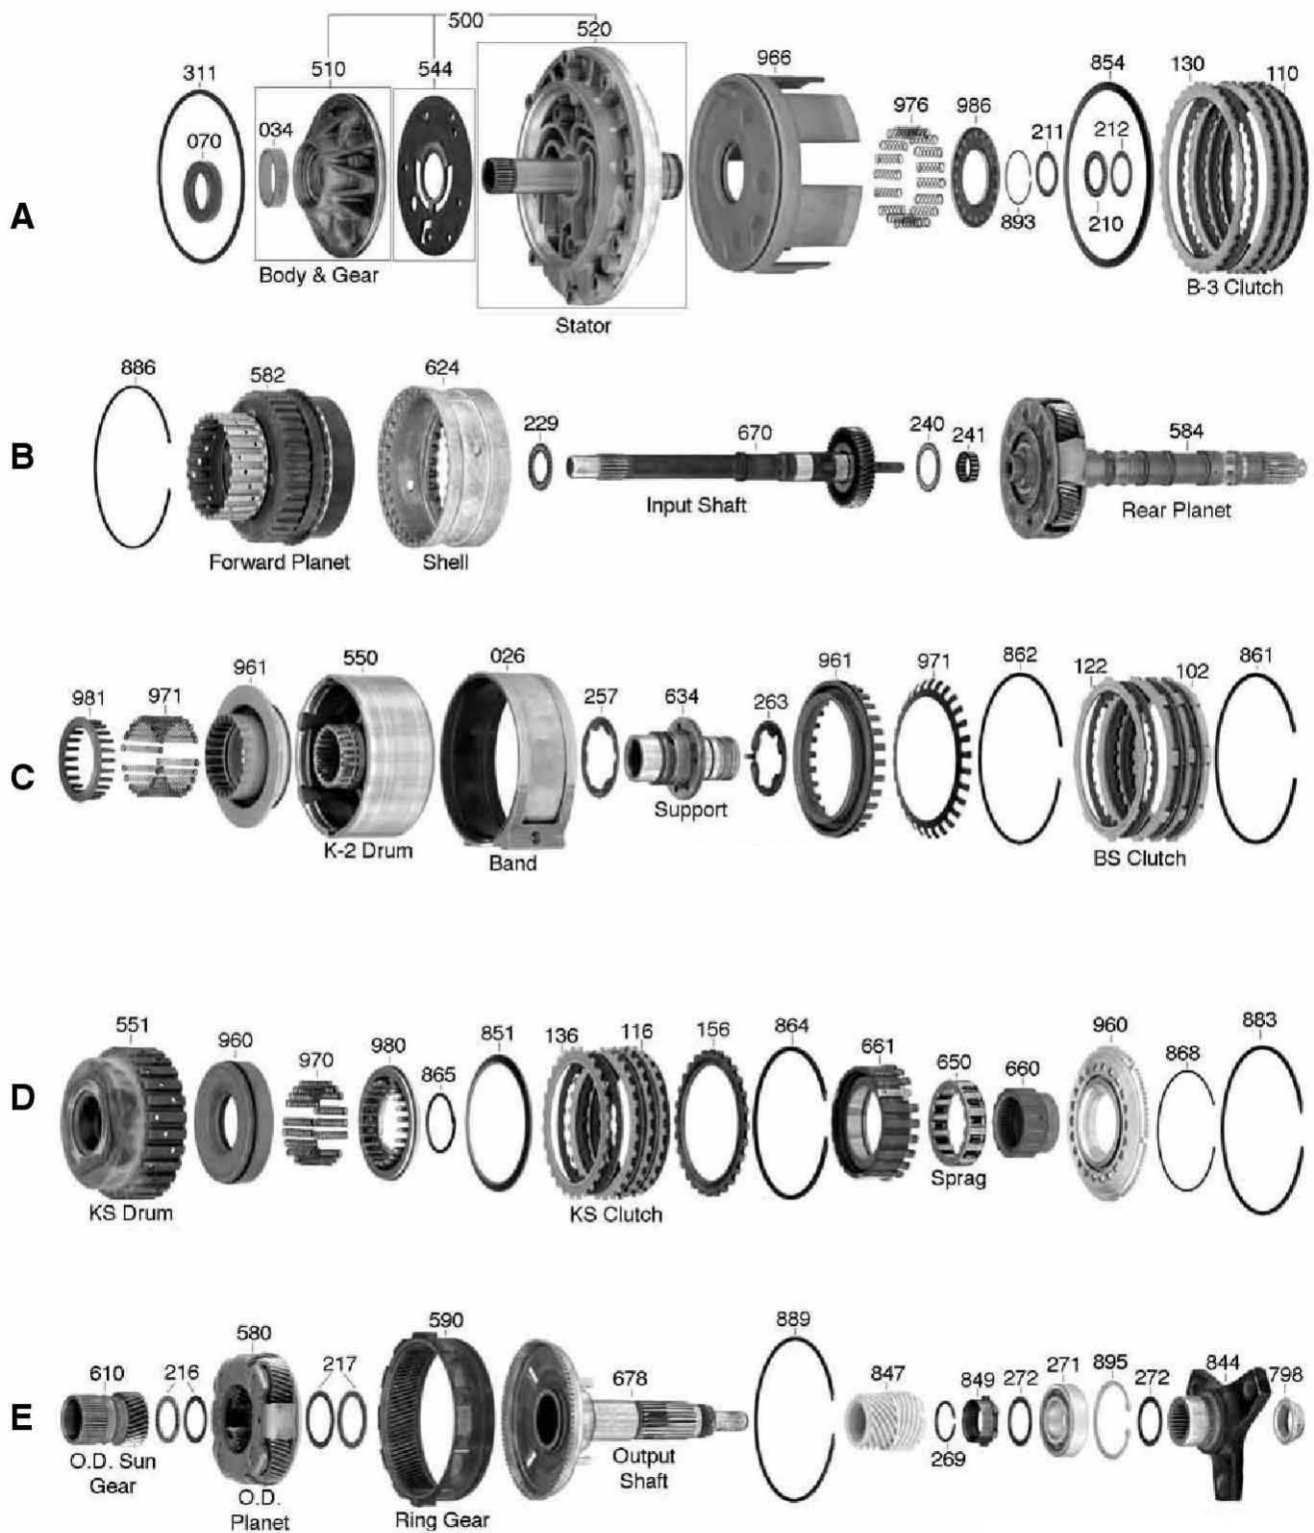 500
311 510 544 520 966 854 130 110
034 976 986 211 212
070
893 210
A
Body & Gear
B-3 Clutch
Stator
886 582 624
229 670 240 241 584
B
Input Shaft
Rear Planet
Forward Planet Shell
981 971 961 550 026 257 634 263 961 971 862 122 102 861
C
Support
K-2 Drum Band
BS Clutch
551 960 970 980 865 851 136 116 156 864 661 650 660 960 868 883
D
Sprag
KS Drum KS Clutch
610 216 580 217 590 678 889 847 849 272 271 895 272 844 798
E
269
O.D. Sun
Gear
Output
Shaft
O.D.
Planet
Ring Gear